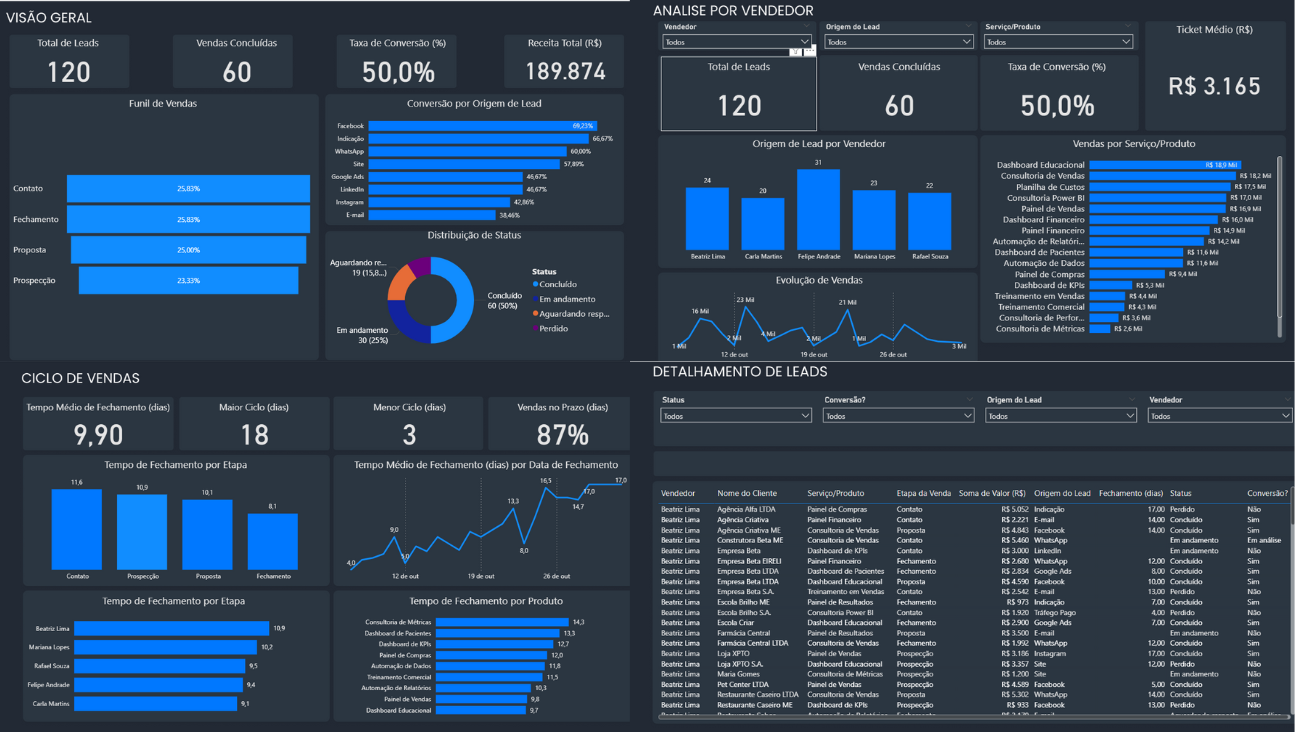 VISÃO GERAL
Total de Leads
120
Vendas Concluídas
60
Taxa de Conversão (%)
50,0%
Receita Total (R$)
189.874
Funil de Vendas
Contato 25,83%
Fechamento 25,83%
Proposta 25,00%
Prospecção 23,33%
Conversão por Origem de Lead
Facebook 69,23%
Indicação 66,67%
WhatsApp 60,00%
Site 57,89%
Google Ads 46,67%
LinkedIn 46,67%
Instagram 42,86%
E-mail 38,46%
Distribuição de Status
Aguardando re...
19 (15,8...)
Em andamento
30 (25%)
Concluído
60 (50%)
Status
Concluído
Em andamento
Aguardando resp...
Perdido
ANALISE POR VENDEDOR
Vendedor Origem do Lead Serviço/Produto
Todos Todos Todos
Ticket Médio (R$)
R$ 3.165
Total de Leads
120
Vendas Concluídas
60
Taxa de Conversão (%)
50,0%
Origem de Lead por Vendedor
24 20 31 23 22
Beatriz Lima Carla Martins Felipe Andrade Mariana Lopes Rafael Souza
Evolução de Vendas
1 Mil 16 Mil 2 Mil 23 Mil 4 Mil 2 Mil 21 Mil 1 Mil 3 Mil
12 de out 19 de out 26 de out
Vendas por Serviço/Produto
Dashboard Educacional R$ 18,9 Mil
Consultoria de Vendas R$ 18,2 Mil
Planilha de Custos R$ 17,5 Mil
Consultoria Power BI R$ 17,0 Mil
Painel de Vendas R$ 16,9 Mil
Dashboard Financeiro R$ 16,0 Mil
Painel Financeiro R$ 14,9 Mil
Automação de Relatóri... R$ 14,2 Mil
Dashboard de Pacientes R$ 11,6 Mil
Automação de Dados R$ 11,6 Mil
Painel de Compras R$ 9,4 Mil
Dashboard de KPIs R$ 5,3 Mil
Treinamento em Vendas R$ 4,4 Mil
Treinamento Comercial R$ 4,3 Mil
Consultoria de Perfor... R$ 3,6 Mil
Consultoria de Métricas R$ 2,6 Mil
CICLO DE VENDAS
Tempo Médio de Fechamento (dias)
9,90
Maior Ciclo (dias)
18
Menor Ciclo (dias)
3
Vendas no Prazo (dias)
87%
Tempo de Fechamento por Etapa
11,6 10,9 10,1 8,1
Contato Prospecção Proposta Fechamento
Tempo Médio de Fechamento (dias) por Data de Fechamento
4,0 9,0 5,0 13,3 8,0 16,5 14,7 17,0 17,0
12 de out 19 de out 26 de out
Tempo de Fechamento por Etapa
Beatriz Lima 10,9
Mariana Lopes 10,2
Rafael Souza 9,5
Felipe Andrade 9,4
Carla Martins 9,1
Tempo de Fechamento por Produto
Consultoria de Métricas 14,3
Dashboard de Pacientes 13,3
Dashboard de KPIs 12,7
Painel de Compras 12,0
Automação de Dados 11,8
Treinamento Comercial 11,5
Automação de Relatórios 10,3
Painel de Vendas 9,8
Dashboard Educacional 9,7
DETALHAMENTO DE LEADS
Status Conversão? Origem do Lead Vendedor
Todos Todos Todos Todos
Vendedor Nome do Cliente Serviço/Produto Etapa da Venda Soma de Valor (R$) Origem do Lead Fechamento (dias) Status Conversão?
Beatriz Lima Agência Alfa LTDA Painel de Compras Contato R$ 5.052 Indicação 17,00 Perdido Não
Beatriz Lima Agência Criativa Painel Financeiro Contato R$ 2.221 E-mail 14,00 Concluído Sim
Beatriz Lima Agência Criativa ME Consultoria de Vendas Proposta R$ 4.843 Facebook 14,00 Concluído Sim
Beatriz Lima Construtora Beta ME Consultoria de Vendas Contato R$ 5.460 WhatsApp Em andamento Em análise
Beatriz Lima Empresa Beta Dashboard de KPIs Contato R$ 3.000 LinkedIn Em andamento Não
Beatriz Lima Empresa Beta EIRELI Painel Financeiro Fechamento R$ 2.680 WhatsApp 12,00 Concluído Sim
Beatriz Lima Empresa Beta LTDA Dashboard de Pacientes Fechamento R$ 2.834 Google Ads 8,00 Concluído Sim
Beatriz Lima Empresa Beta LTDA Dashboard Educacional Proposta R$ 4.590 Facebook 10,00 Concluído Sim
Beatriz Lima Empresa Beta S.A. Treinamento em Vendas Contato R$ 2.542 E-mail 13,00 Perdido Não
Beatriz Lima Escola Brilho ME Painel de Resultados Fechamento R$ 973 Indicação 7,00 Concluído Sim
Beatriz Lima Escola Brilho S.A. Consultoria Power BI Contato R$ 1.920 Tráfego Pago 4,00 Perdido Não
Beatriz Lima Escola Criar Dashboard Educacional Fechamento R$ 2.900 Google Ads 7,00 Concluído Sim
Beatriz Lima Farmácia Central Painel de Resultados Proposta R$ 3.500 E-mail Em andamento Não
Beatriz Lima Farmácia Central LTDA Dashboard Financeiro Fechamento R$ 1.992 WhatsApp 12,00 Concluído Sim
Beatriz Lima Loja XPTO Painel de Vendas Prospecção R$ 3.186 Instagram 17,00 Concluído Sim
Beatriz Lima Loja XPTO S.A. Dashboard Educacional Prospecção R$ 3.357 Site 12,00 Perdido Não
Beatriz Lima Maria Gomes Consultoria de Métricas Prospecção R$ 1.200 Site Em andamento Não
Beatriz Lima Pet Center LTDA Painel de Vendas Prospecção R$ 4.589 Facebook 5,00 Concluído Sim
Beatriz Lima Restaurante Caseiro LTDA Consultoria de Vendas Proposta R$ 5.302 WhatsApp 14,00 Concluído Sim
Beatriz Lima Restaurante Caseiro ME Dashboard de KPIs Prospecção R$ 933 Facebook 13,00 Perdido Não